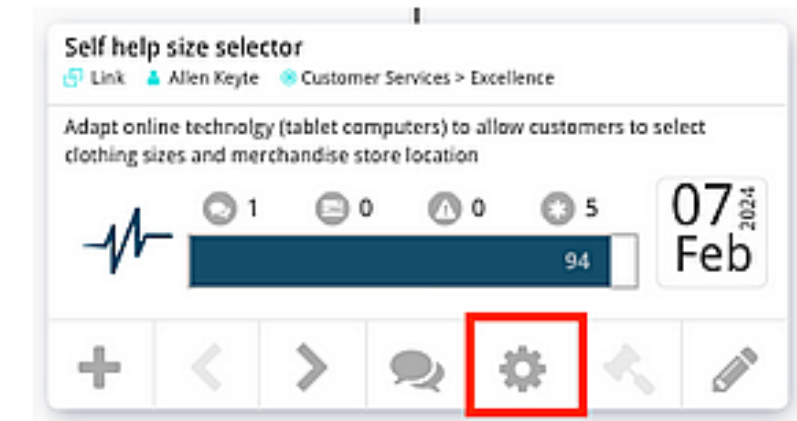 Self help size selector
Link Allen Keyte Customer Services > Excellence
Adapt online technolgy (tablet computers) to allow customers to select
clothing sizes and merchandise store location
1 0 0 5
94
07 2024
Feb